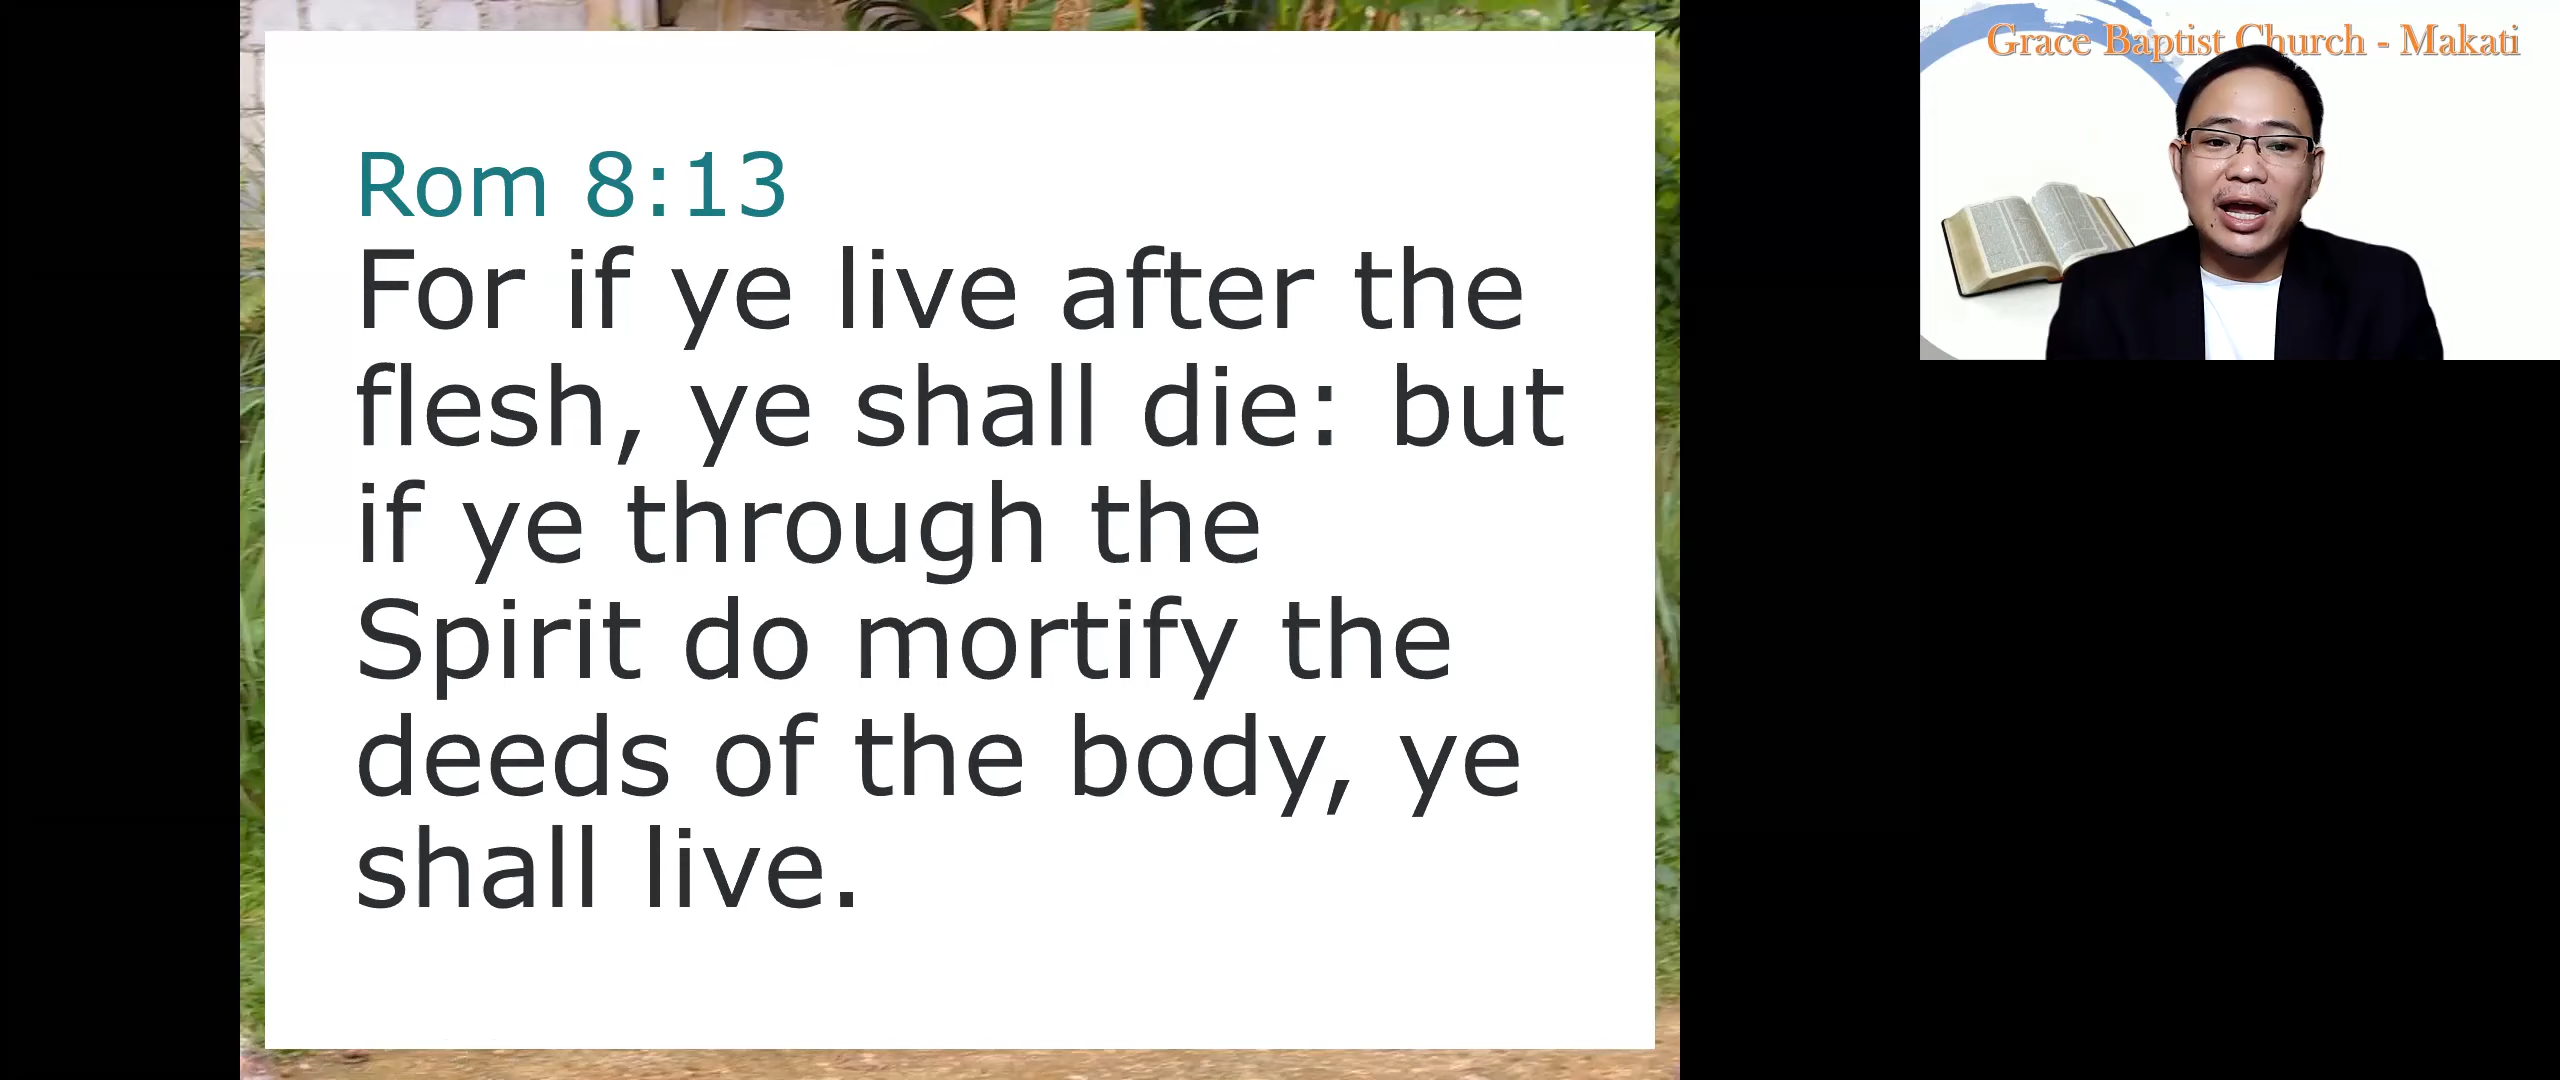 Rom 8:13
For if ye live after the
flesh, ye shall die: but
if ye through the
Spirit do mortify the
deeds of the body, ye
shall live.
Grace Baptist Church - Makati